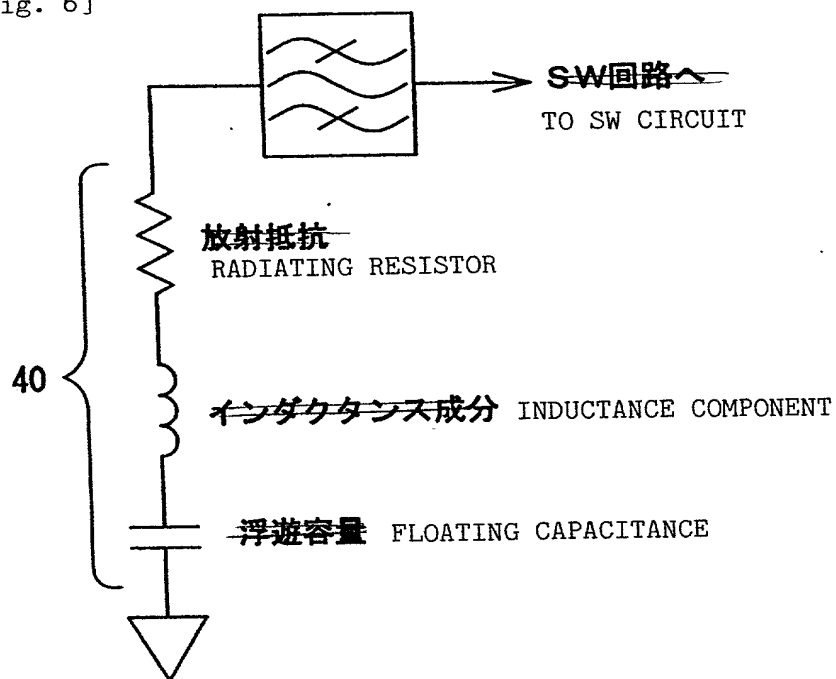 ig. 6]
SW回路へ
TO SW CIRCUIT
放射抵抗
RADIATING RESISTOR
40
インダクタンス成分 INDUCTANCE COMPONENT
浮遊容量 FLOATING CAPACITANCE